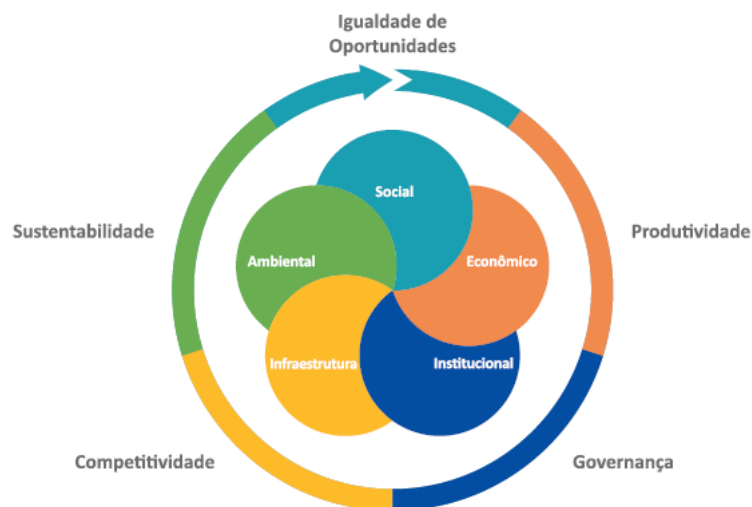 Igualdade de
Oportunidades
Social
Sustentabilidade
Produtividade
Ambiental
Econômico
Infraestrutura
Institucional
Competitividade
Governança